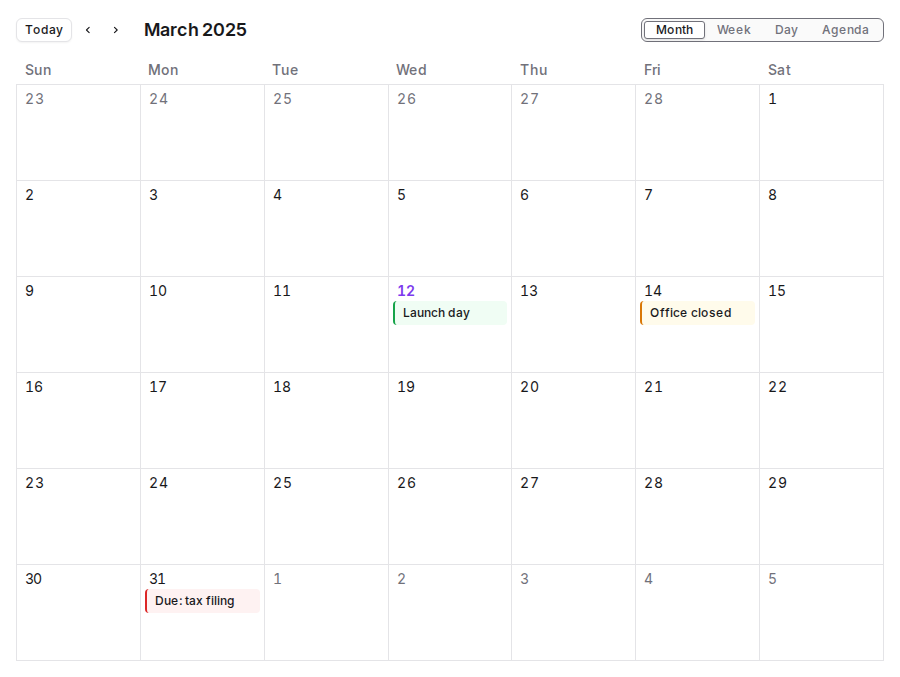 Today ‹ › March 2025 Month Week Day Agenda
Sun Mon Tue Wed Thu Fri Sat
23 24 25 26 27 28 1
2 3 4 5 6 7 8
9 10 11 12 13 14 15
Launch day Office closed
16 17 18 19 20 21 22
23 24 25 26 27 28 29
30 31 1 2 3 4 5
Due: tax filing